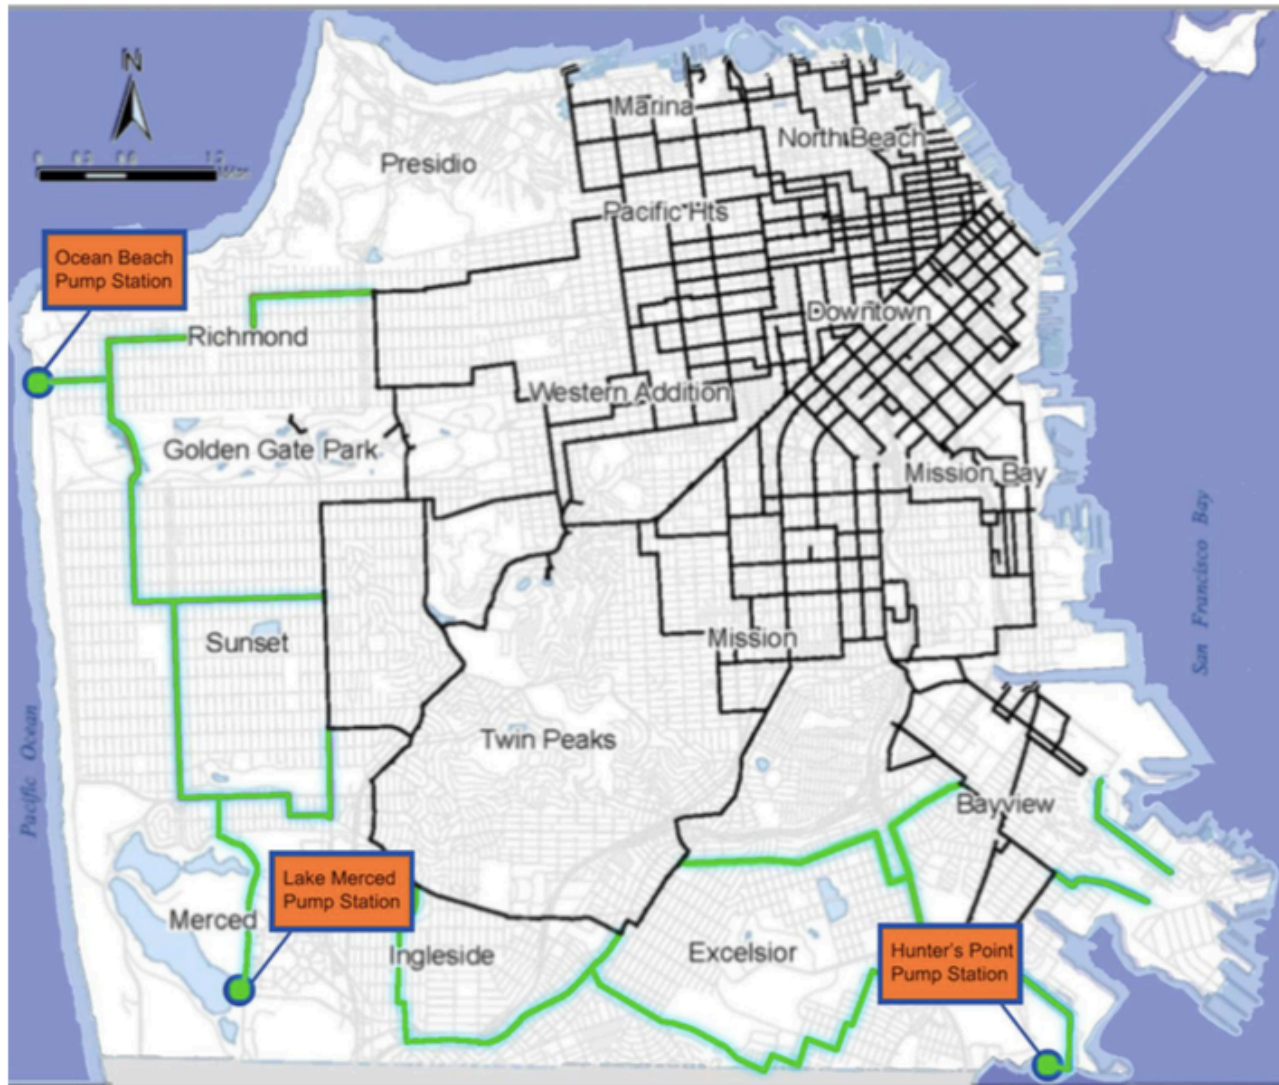 N
Marina
North Beach
Presidio
Pacific Hts
Ocean Beach
Pump Station
Downtown
Richmond
Western Addition
Golden Gate Park
Mission Bay
San Francisco Bay
Sunset
Mission
Twin Peaks
Pacific Ocean
Bayview
Lake Merced
Pump Station
Merced
Ingleside
Excelsior
Hunter's Point
Pump Station